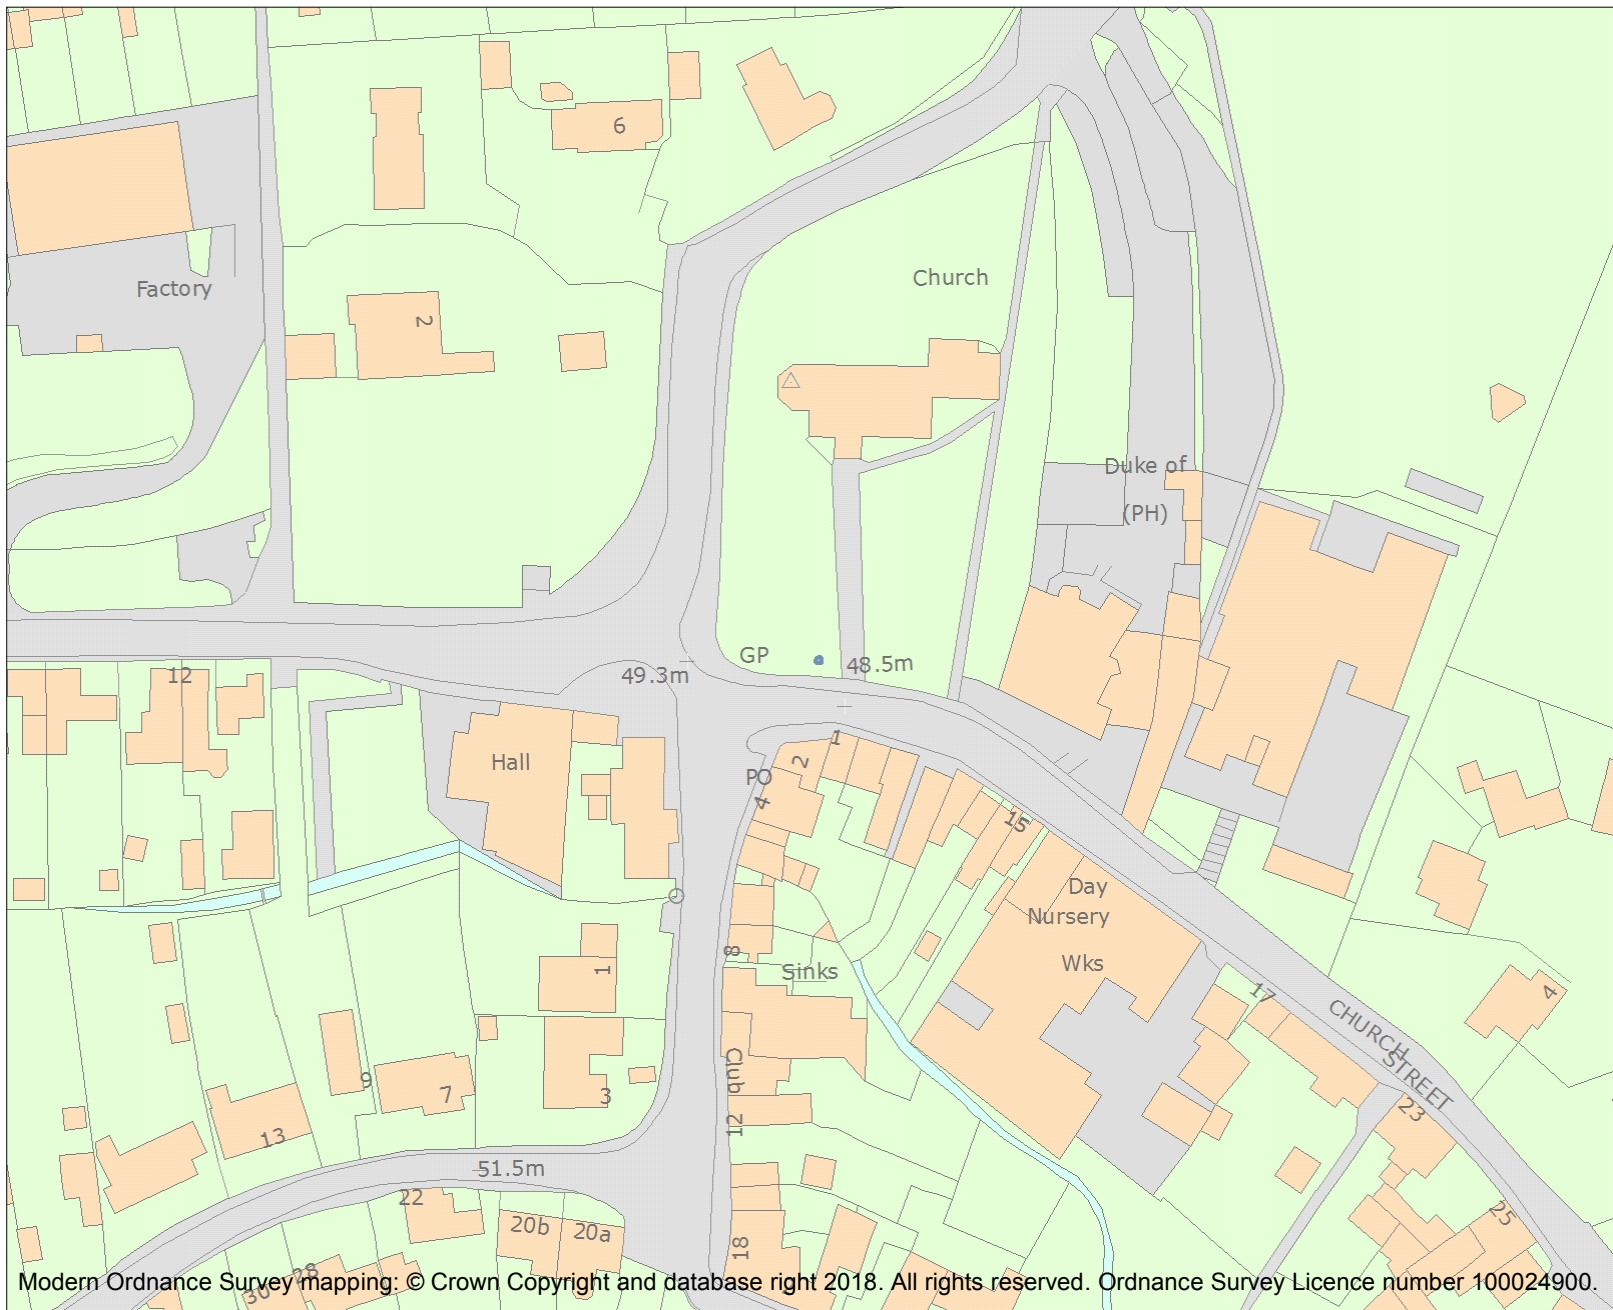 6
Factory
Church
2
Duke of
(PH)
GP
48.5m
49.3m
12
Hall
1
2
PO
4
15
Day
Nursery
Wks
8
Sinks
17
4
1
CHURCH
STREET
Club
9
7
3
23
12
13
51.5m
22
20b
20a
25
18
28
30
Modern Ordnance Survey mapping: © Crown Copyright and database right 2018. All rights reserved. Ordnance Survey Licence number 100024900.